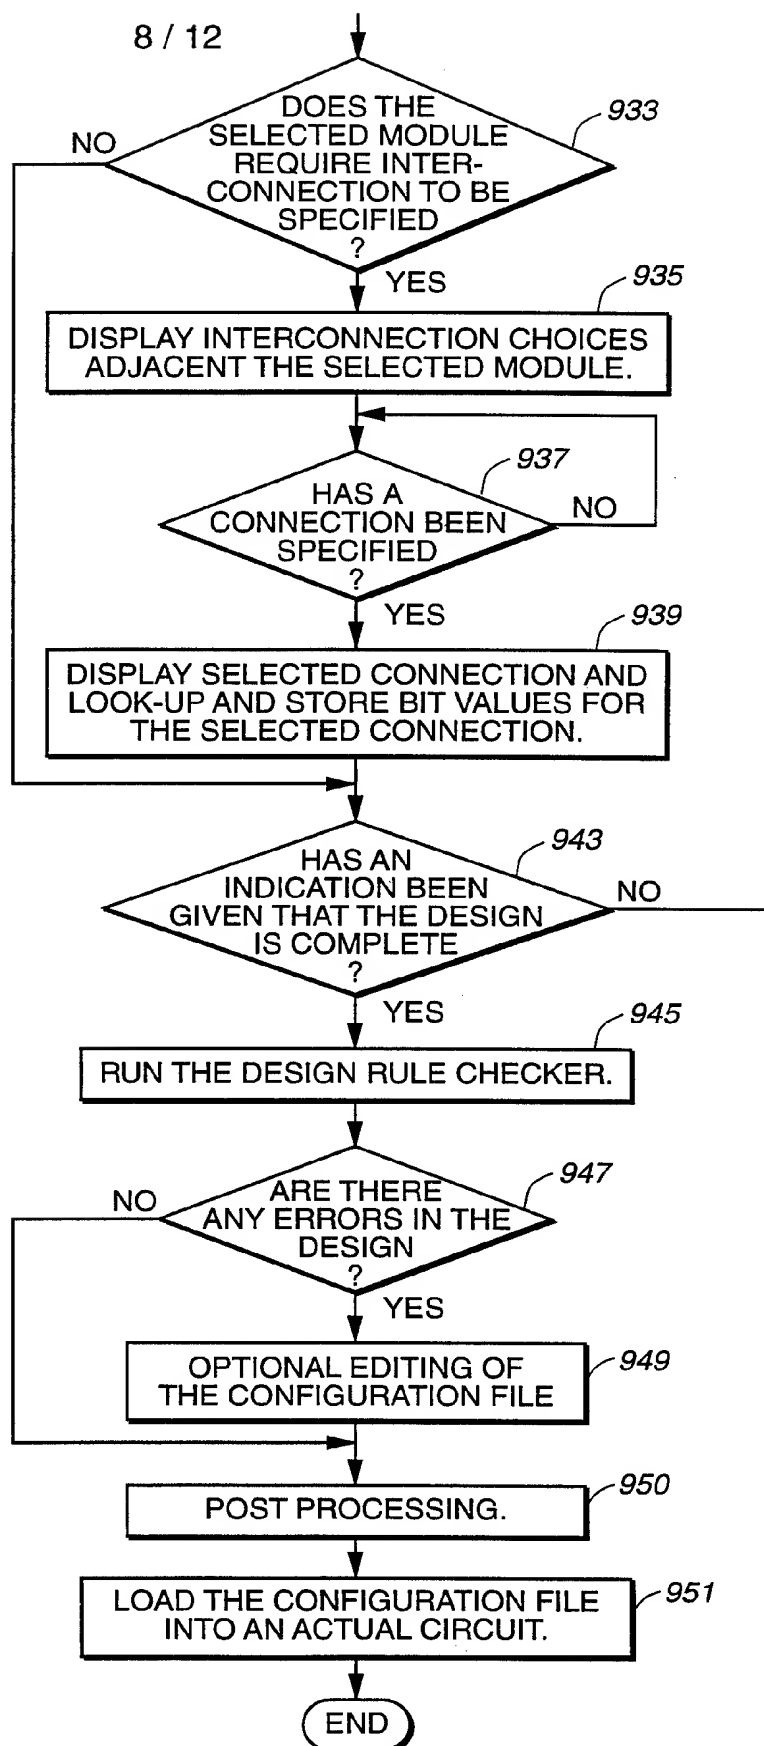 8 / 12
DOES THE
SELECTED MODULE
REQUIRE INTER-
CONNECTION TO BE
SPECIFIED
?
933
NO
YES
935
DISPLAY INTERCONNECTION CHOICES
ADJACENT THE SELECTED MODULE.
937
HAS A
CONNECTION BEEN
SPECIFIED
?
NO
YES
939
DISPLAY SELECTED CONNECTION AND
LOOK-UP AND STORE BIT VALUES FOR
THE SELECTED CONNECTION.
943
HAS AN
INDICATION BEEN
GIVEN THAT THE DESIGN
IS COMPLETE
?
NO
YES
945
RUN THE DESIGN RULE CHECKER.
947
NO
ARE THERE
ANY ERRORS IN THE
DESIGN
?
YES
949
OPTIONAL EDITING OF
THE CONFIGURATION FILE
950
POST PROCESSING.
951
LOAD THE CONFIGURATION FILE
INTO AN ACTUAL CIRCUIT.
END